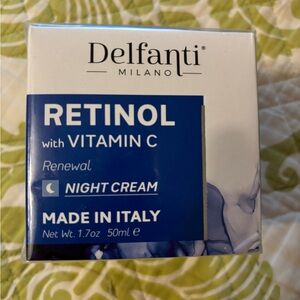 Delfanti®
MILANO
RETINOL
with VITAMIN C
Renewal
NIGHT CREAM
MADE IN ITALY
Net Wt. 1.7oz 50ml ℮